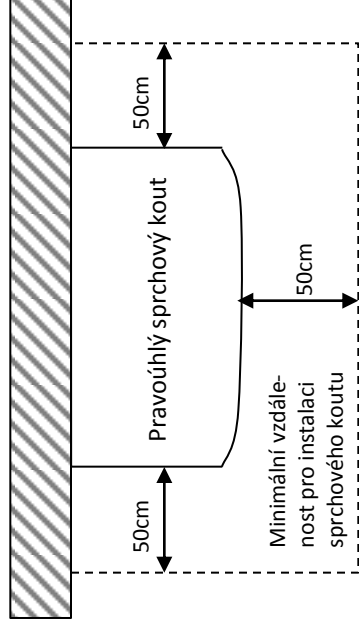 50cm
Pravoúhlý sprchový kout
50cm
50cm
Minimální vzdále-
nost pro instalaci
sprchového koutu